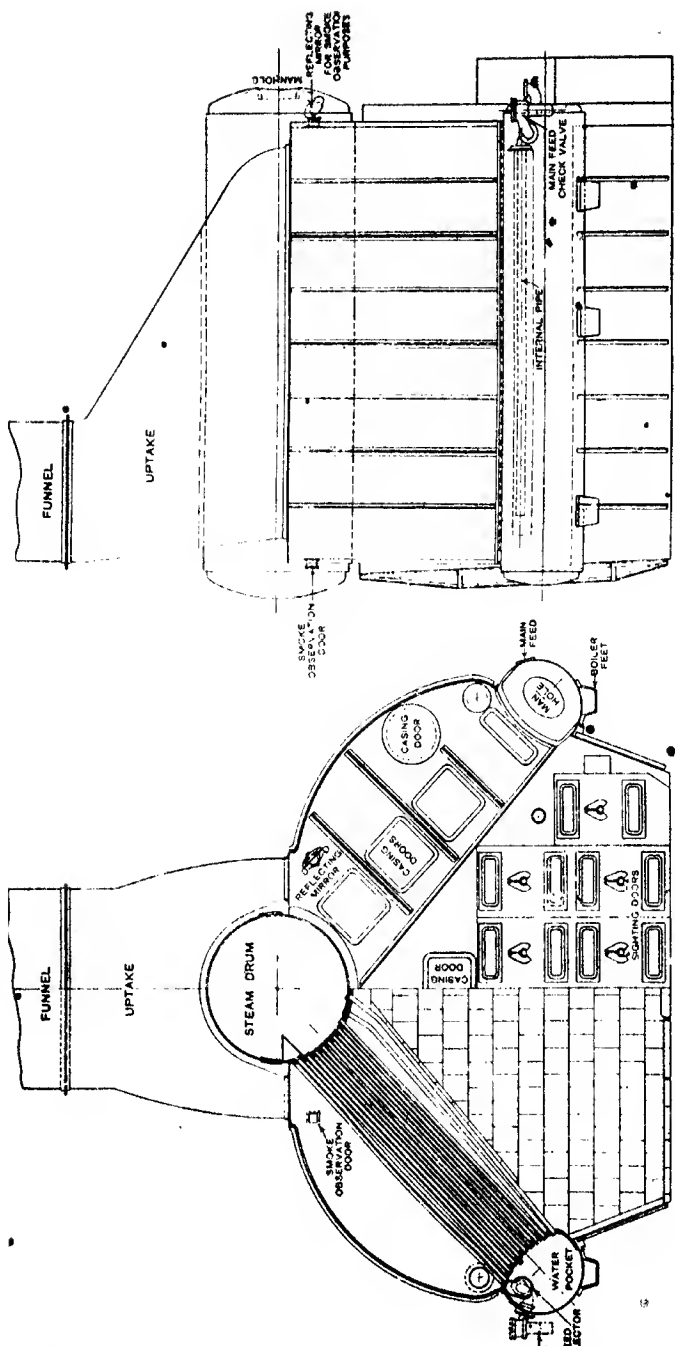 FUNNEL
UPTAKE
MANHOLE
REFLECTING
MIRROR
FOR SMOKE
OBSERVATION
PURPOSES
SMOKE
OBSERVATION
DOOR
MAIN FEED
CHECK VALVE
INTERNAL PIPE
FUNNEL
UPTAKE
STEAM DRUM
REFLECTING
MIRROR
CASING
DOORS
CASING
DOOR
MAIN
FEED
MAN
HOLE
BOILER
FEET
SMOKE
OBSERVATION
DOOR
CASING
DOOR
SIGHTING DOORS
WATER
POCKET